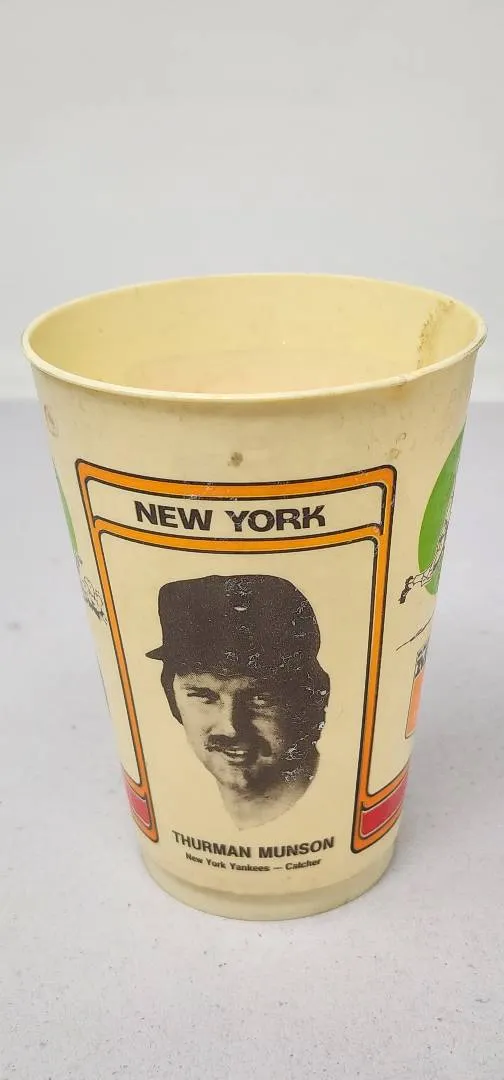 NEW YORK
THURMAN MUNSON
New York Yankees — Catcher